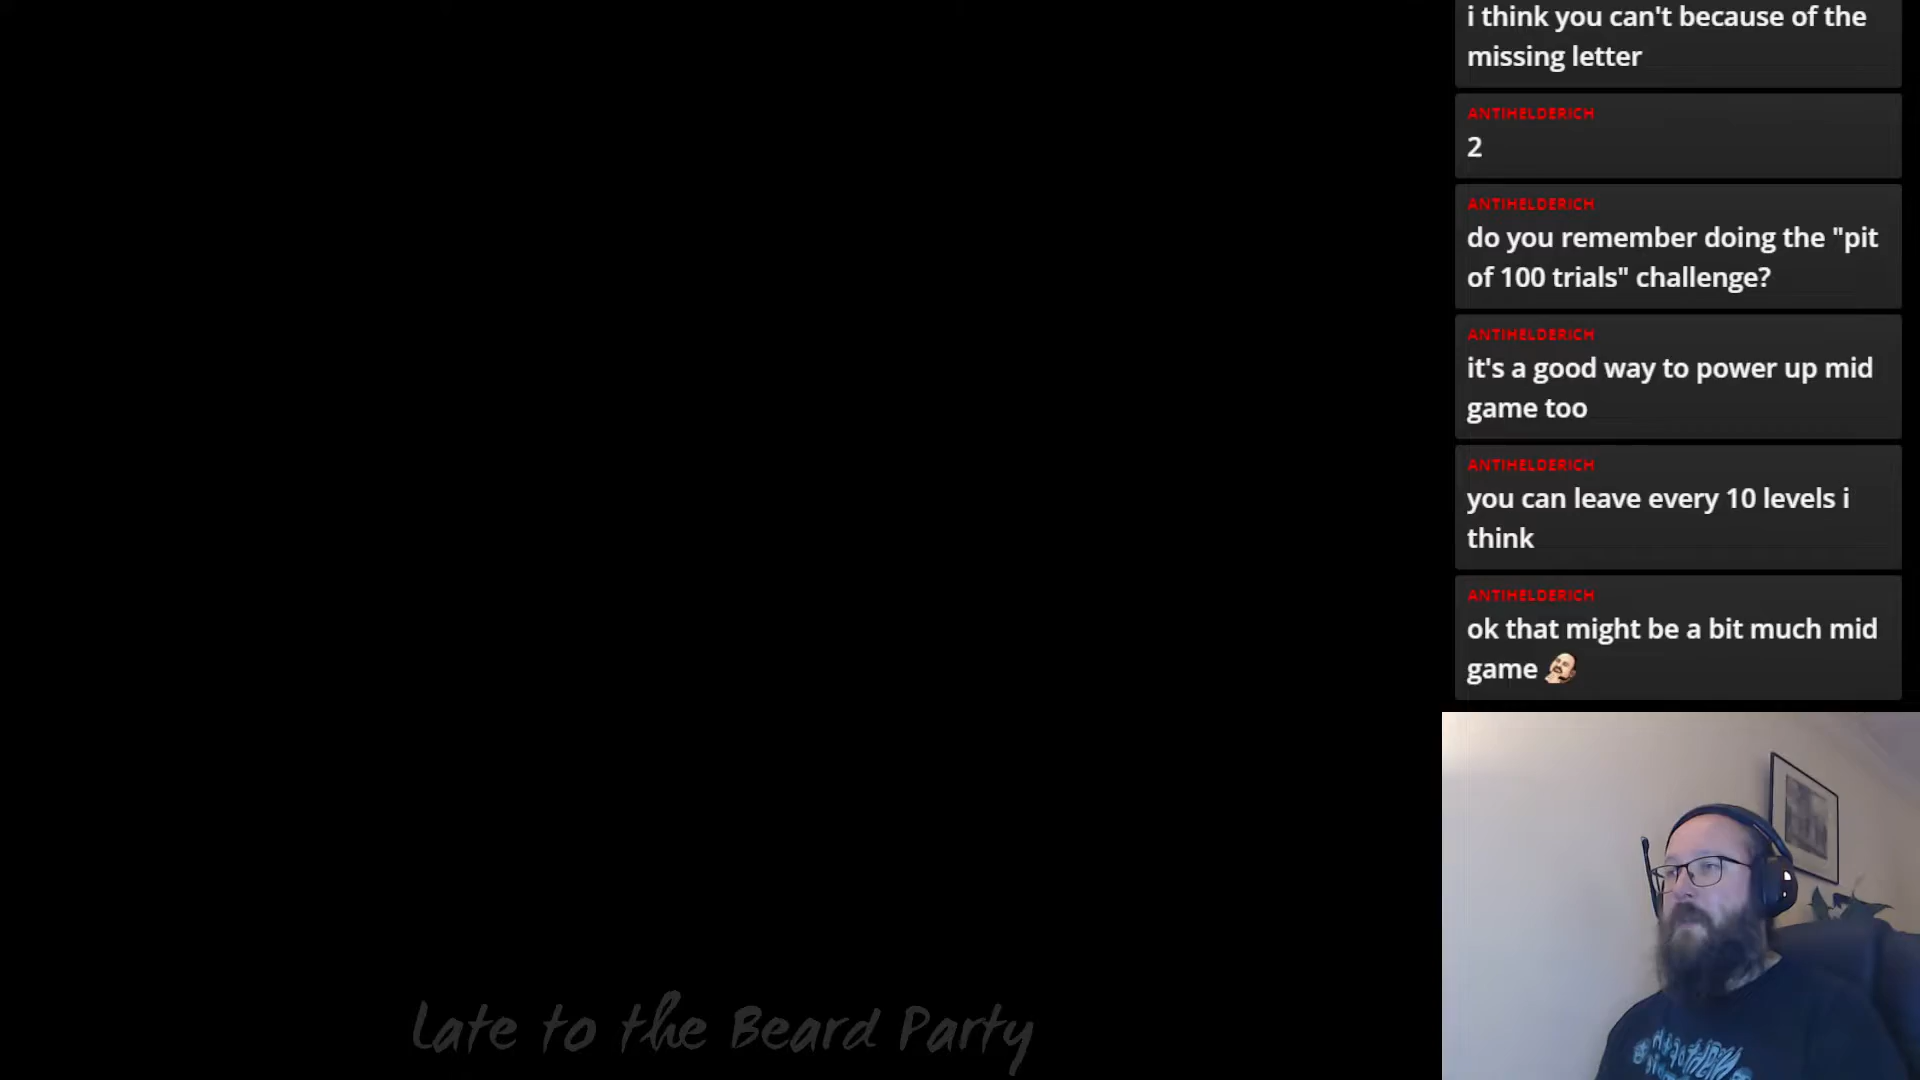 i think you can't because of the
missing letter
ANTIHELDERICH
2
ANTIHELDERICH
do you remember doing the "pit
of 100 trials" challenge?
ANTIHELDERICH
it's a good way to power up mid
game too
ANTIHELDERICH
you can leave every 10 levels i
think
ANTIHELDERICH
ok that might be a bit much mid
game
Late to the Beard Party